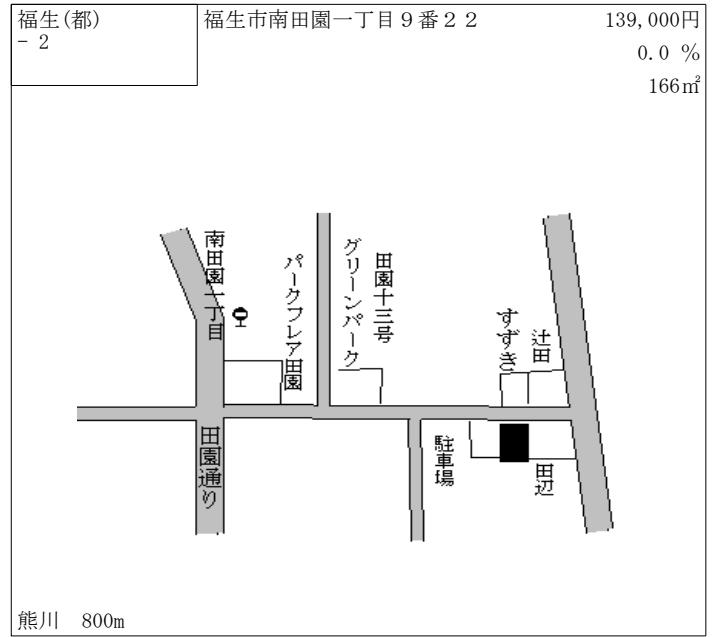 福生(都)
－ 2
福生市南田園一丁目９番２２
139,000円
0.0 %
166㎡
南田園一丁目
パークフレア田園
グリーンパーク
田園十三号
すずき
辻田
田園通り
駐車場
田辺
熊川　800m